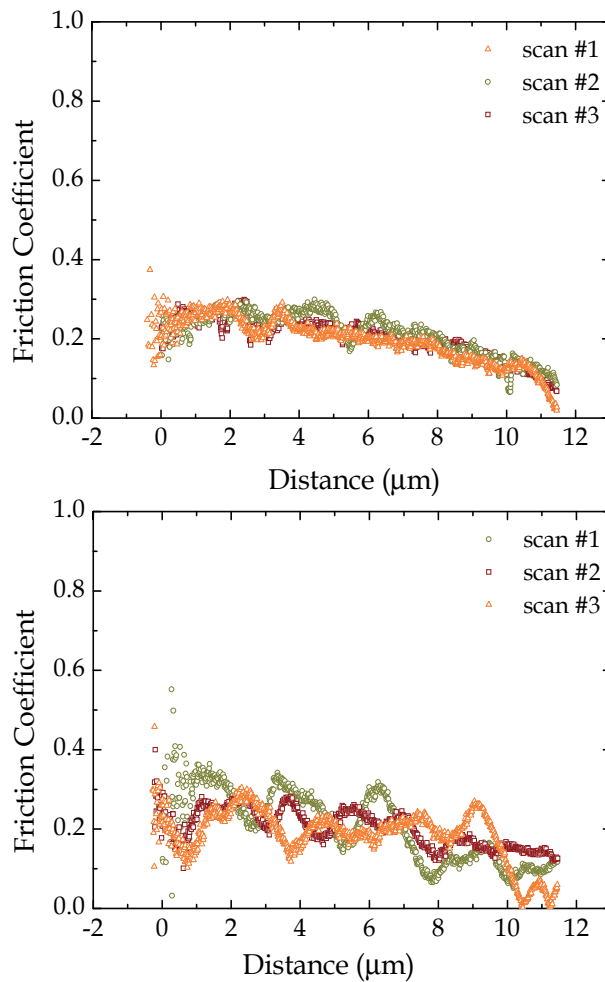 1.0
scan #1
scan #2
0.8
scan #3
0.6
Friction Coefficient
0.4
0.2
0.0
-2 0 2 4 6 8 10 12
Distance (μm)
1.0
scan #1
scan #2
0.8
scan #3
0.6
Friction Coefficient
0.4
0.2
0.0
-2 0 2 4 6 8 10 12
Distance (μm)